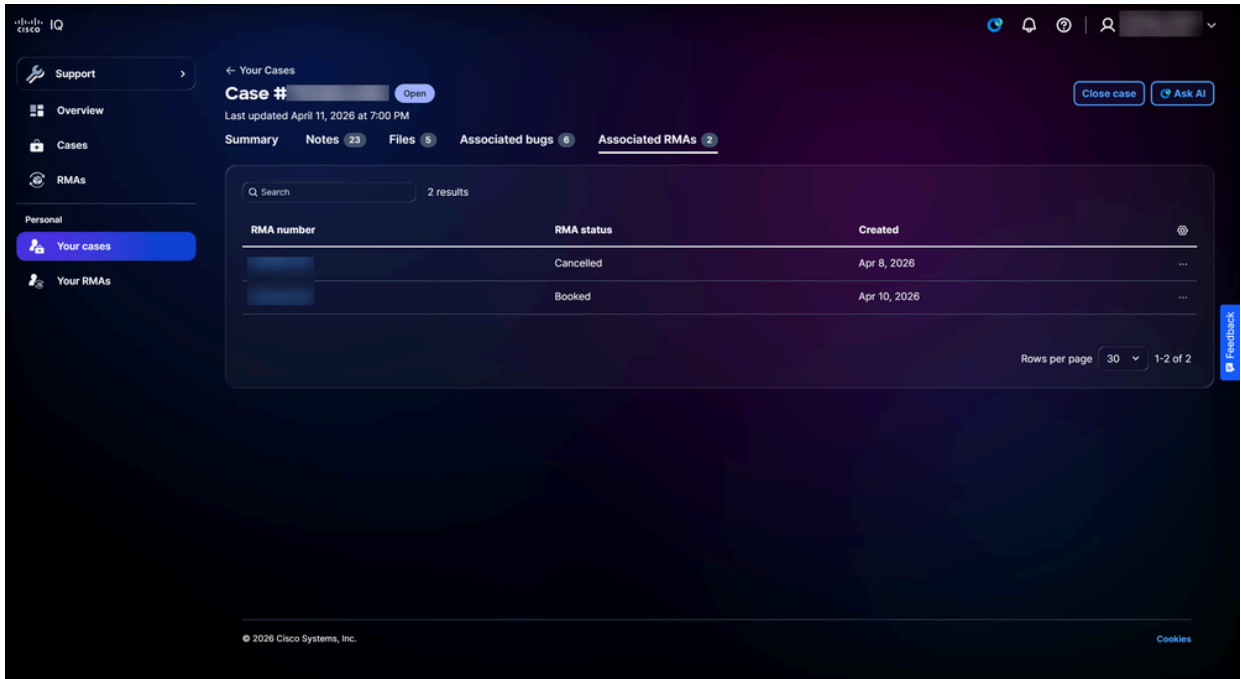 cisco IQ
Support
Overview
Cases
RMAs
Personal
Your cases
Your RMAs
← Your Cases
Case # Open
Last updated April 11, 2026 at 7:00 PM
Close case Ask AI
Summary Notes 23 Files 5 Associated bugs 6 Associated RMAs 2
Search 2 results
RMA number RMA status Created
Cancelled Apr 8, 2026 ...
Booked Apr 10, 2026 ...
Rows per page 30 1-2 of 2
Feedback
© 2026 Cisco Systems, Inc. Cookies